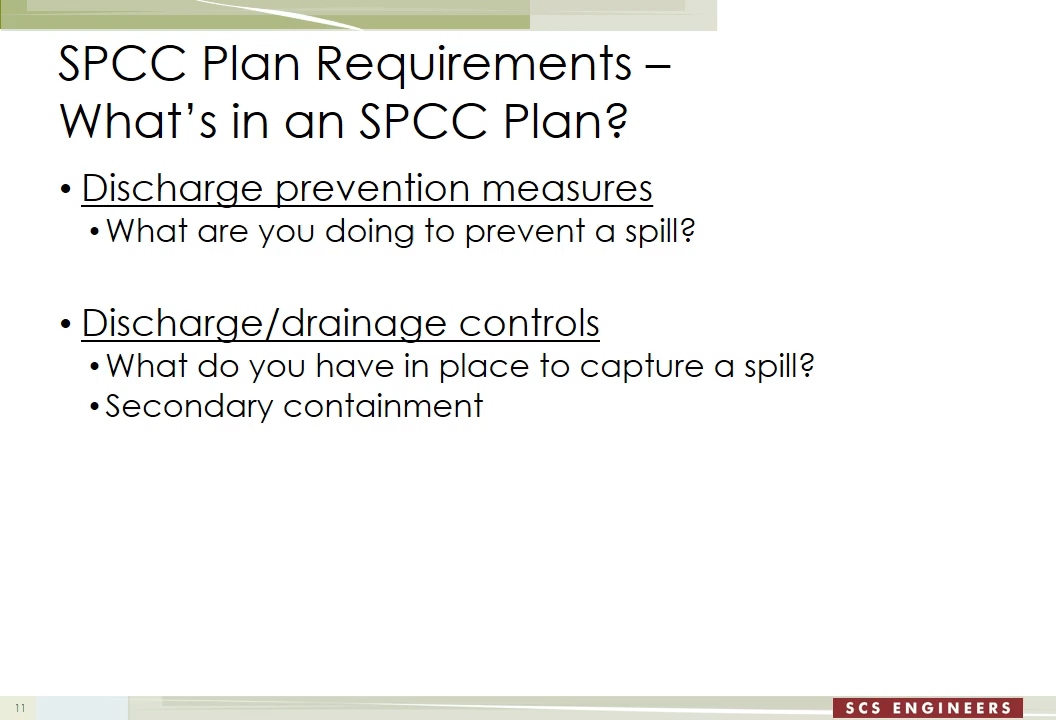 SPCC Plan Requirements –
What’s in an SPCC Plan?
• Discharge prevention measures
• What are you doing to prevent a spill?
• Discharge/drainage controls
• What do you have in place to capture a spill?
• Secondary containment
11
SCS ENGINEERS